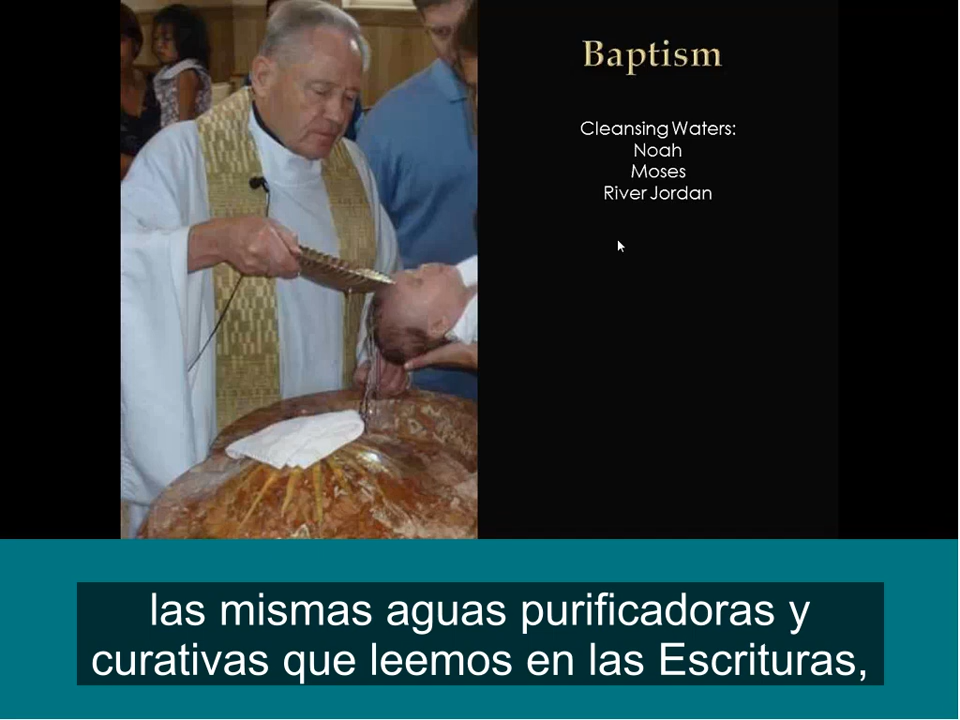 Baptism
Cleansing Waters:
Noah
Moses
River Jordan
las mismas aguas purificadoras y
curativas que leemos en las Escrituras,